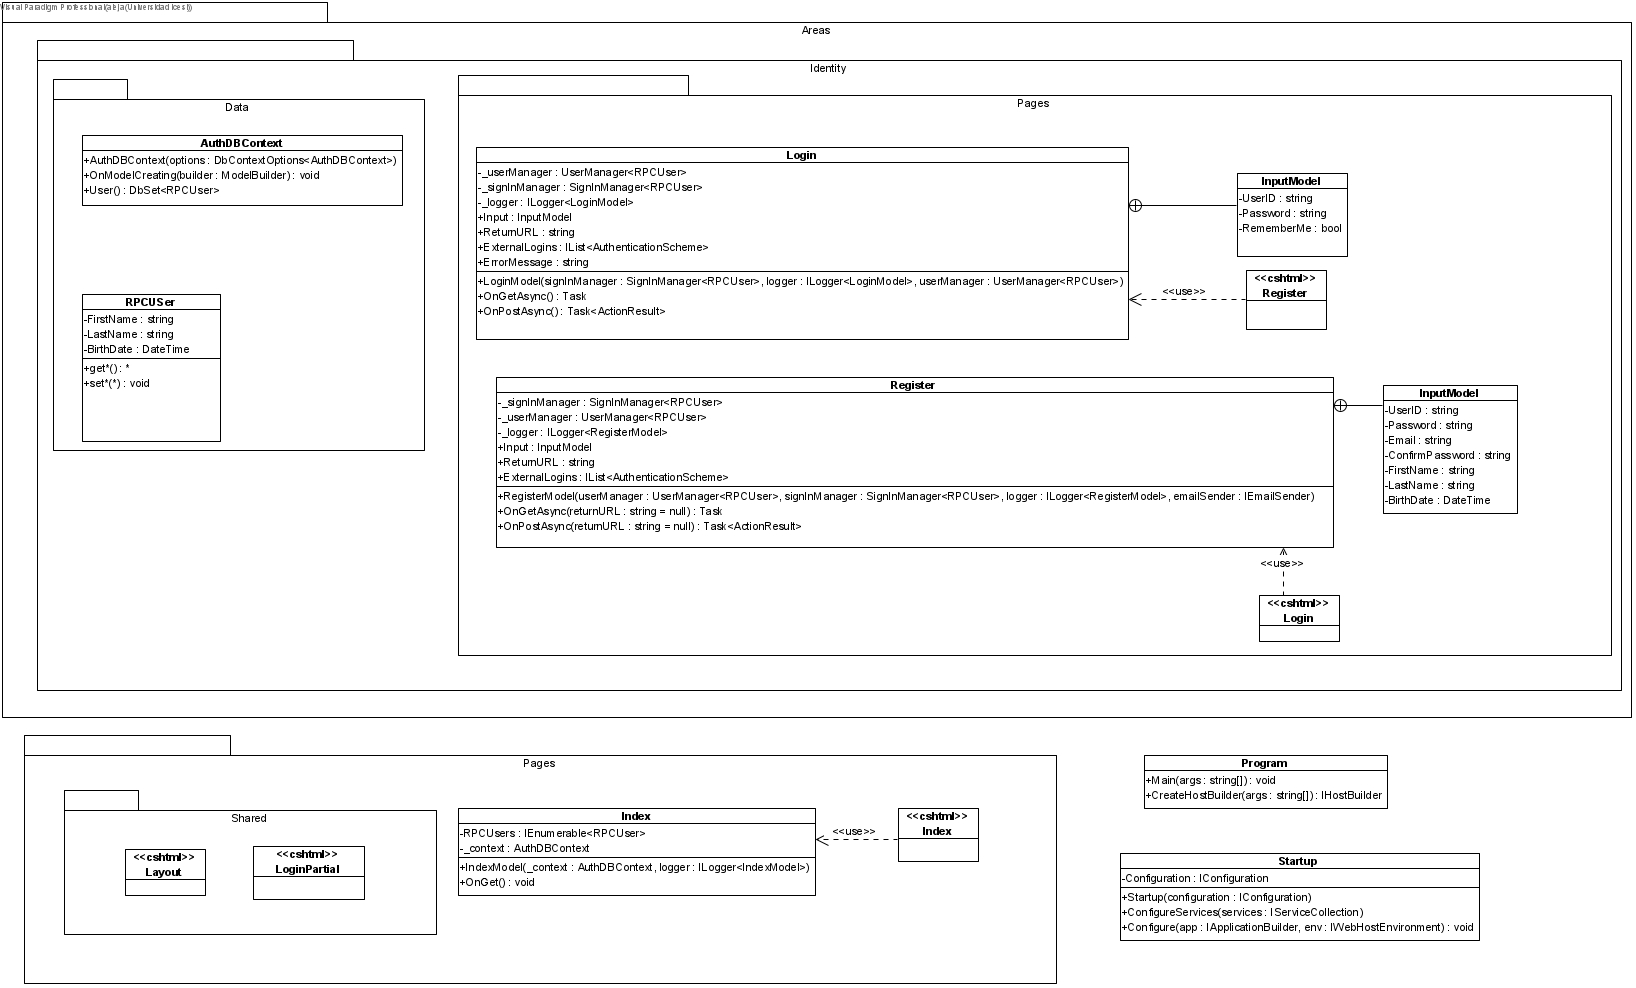 Visual Paradigm Professional(aleja(Universidad Icesi))
Areas
Identity
Data
AuthDBContext
+AuthDBContext(options : DbContextOptions<AuthDBContext>)
+OnModelCreating(builder : ModelBuilder) : void
+User() : DbSet<RPCUser>
RPCUSer
-FirstName : string
-LastName : string
-BirthDate : DateTime
+get*() : *
+set*(*) : void
Pages
Login
-_userManager : UserManager<RPCUser>
-_signInManager : SignInManager<RPCUser>
-_logger : ILogger<LoginModel>
+Input : InputModel
+ReturnURL : string
+ExternalLogins : IList<AuthenticationScheme>
+ErrorMessage : string
+LoginModel(signInManager : SignInManager<RPCUser>, logger : ILogger<LoginModel>, userManager : UserManager<RPCUser>)
+OnGetAsync() : Task
+OnPostAsync() : Task<ActionResult>
InputModel
-UserID : string
-Password : string
-RememberMe : bool
<<use>>
<<cshtml>>
Register
Register
-_signInManager : SignInManager<RPCUser>
-_userManager : UserManager<RPCUser>
-_logger : ILogger<RegisterModel>
+Input : InputModel
+ReturnURL : string
+ExternalLogins : IList<AuthenticationScheme>
+RegisterModel(userManager : UserManager<RPCUser>, signInManager : SignInManager<RPCUser>, logger : ILogger<RegisterModel>, emailSender : IEmailSender)
+OnGetAsync(returnURL : string = null) : Task
+OnPostAsync(returnURL : string = null) : Task<ActionResult>
InputModel
-UserID : string
-Password : string
-Email : string
-ConfirmPassword : string
-FirstName : string
-LastName : string
-BirthDate : DateTime
<<use>>
<<cshtml>>
Login
Pages
Shared
<<cshtml>>
Layout
<<cshtml>>
LoginPartial
Index
-RPCUsers : IEnumerable<RPCUser>
-_context : AuthDBContext
+IndexModel(_context : AuthDBContext, logger : ILogger<IndexModel>)
+OnGet() : void
<<use>>
<<cshtml>>
Index
Program
+Main(args : string[]) : void
+CreateHostBuilder(args : string[]) : IHostBuilder
Startup
-Configuration : IConfiguration
+Startup(configuration : IConfiguration)
+ConfigureServices(services : IServiceCollection)
+Configure(app : IApplicationBuilder, env : IWebHostEnvironment) : void